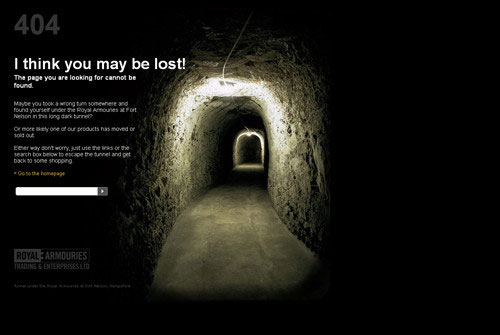 404
I think you may be lost!
The page you are looking for cannot be
found.
Maybe you took a wrong turn somewhere and
found yourself under the Royal Armouries at Fort
Nelson in this long dark tunnel?
Or more likely one of our products has moved or
sold out.
Either way don't worry, just use the links or the
search box below to escape the tunnel and get
back to some shopping.
» Go to the homepage
ROYAL ARMOURIES
TRADING & ENTERPRISES LTD
Tunnel under the Royal Armouries at Fort Nelson, Hampshire